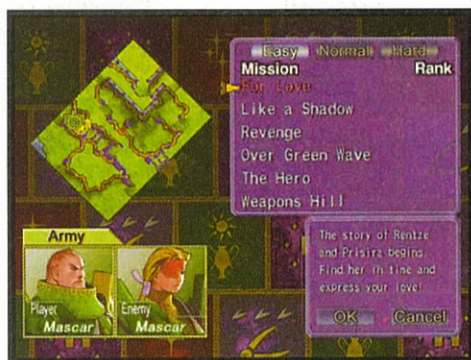 Easy Normal Hard
Mission Rank
For Love
Like a Shadow
Revenge
Over Green Wave
The Hero
Weapons Hill
Army
Player
Mascar
Enemy
Mascar
The story of Rentze
and Prisira begins.
Find her in time and
express your love!
OK Cancel